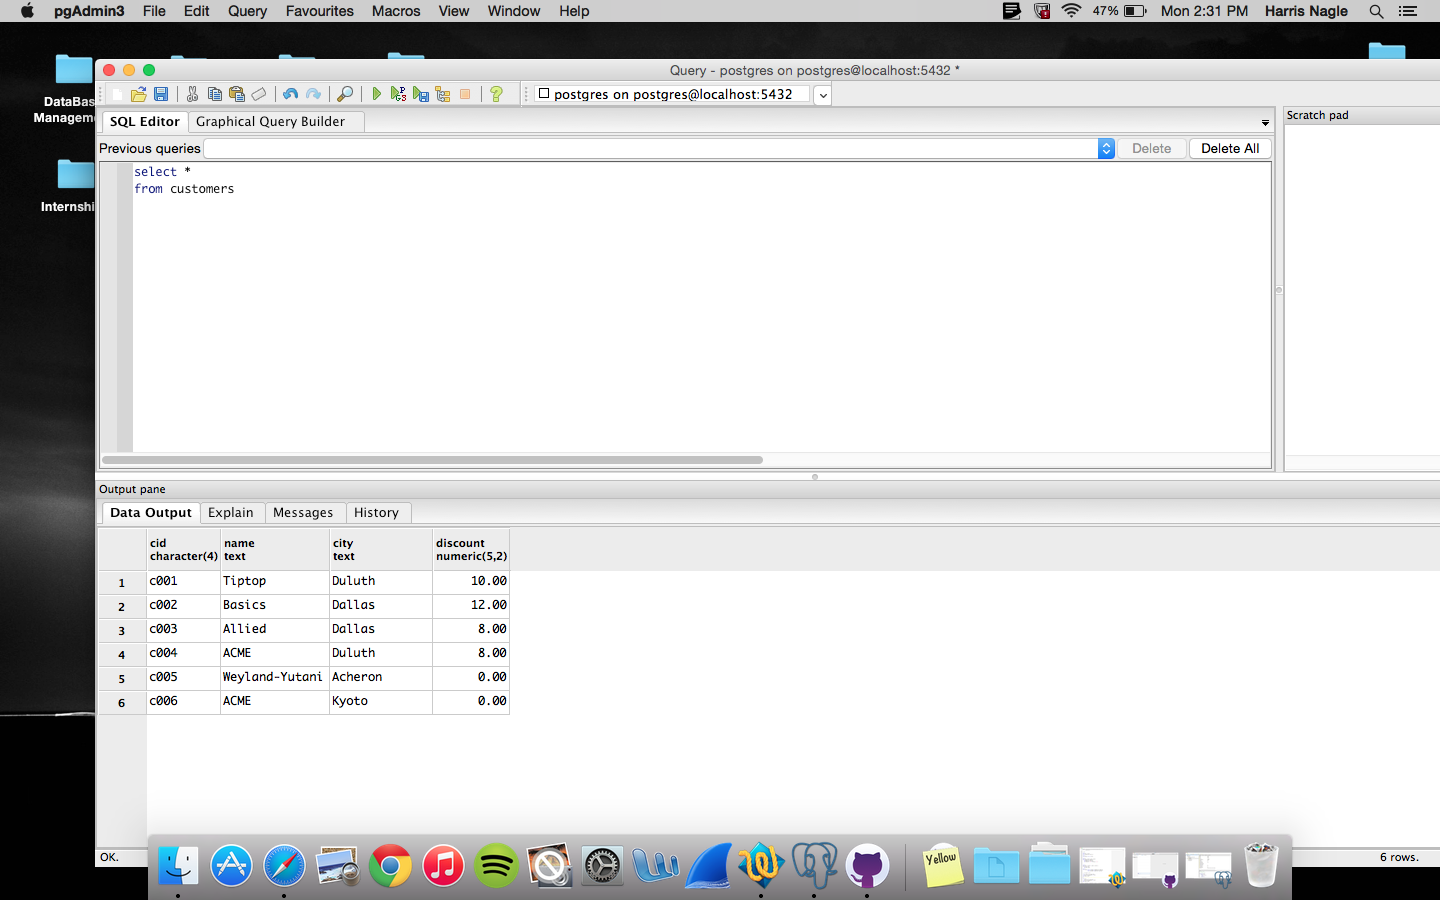 pgAdmin3 File Edit Query Favourites Macros View Window Help 47% Mon 2:31 PM Harris Nagle
Query - postgres on postgres@localhost:5432 *
DataBas
Managem
Internshi
postgres on postgres@localhost:5432
SQL Editor Graphical Query Builder
Scratch pad
Previous queries Delete Delete All
select *
from customers
Output pane
Data Output Explain Messages History
cid name city discount
character(4) text text numeric(5,2)
1 c001 Tiptop Duluth 10.00
2 c002 Basics Dallas 12.00
3 c003 Allied Dallas 8.00
4 c004 ACME Duluth 8.00
5 c005 Weyland-Yutani Acheron 0.00
6 c006 ACME Kyoto 0.00
OK. 6 rows.
Yellow